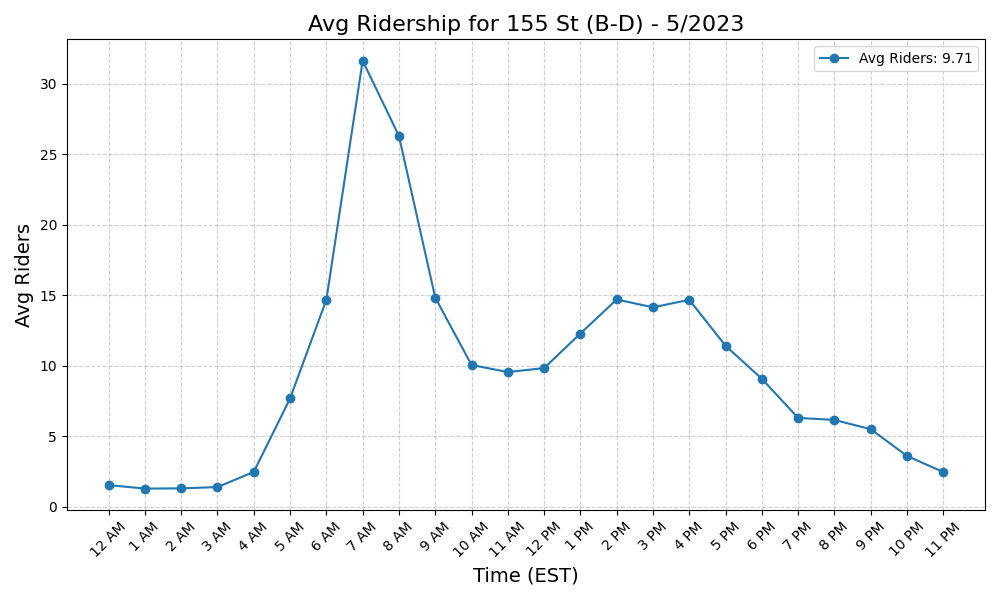 Avg Ridership for 155 St (B-D) - 5/2023
Avg Riders: 9.71
Avg Riders
30
25
20
15
10
5
0
12 AM
1 AM
2 AM
3 AM
4 AM
5 AM
6 AM
7 AM
8 AM
9 AM
10 AM
11 AM
12 PM
1 PM
2 PM
3 PM
4 PM
5 PM
6 PM
7 PM
8 PM
9 PM
10 PM
11 PM
Time (EST)